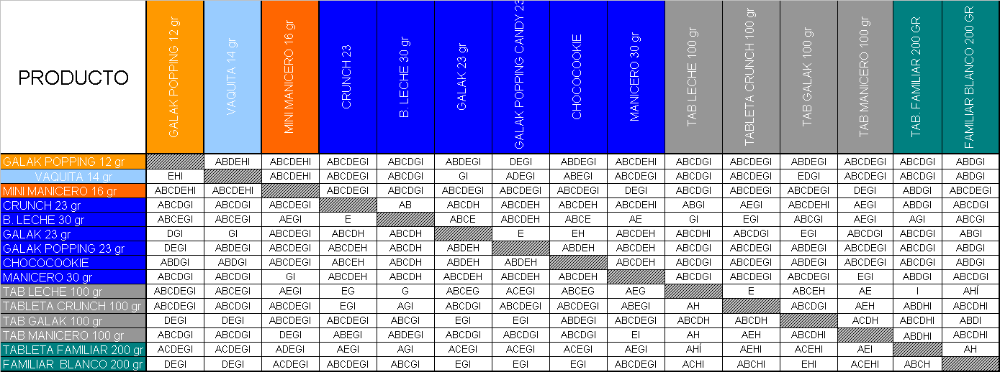 PRODUCTO GALAK POPPING 12 gr VAQUITA 14 gr MINI MANICERO 16 gr CRUNCH 23 B. LECHE 30 gr GALAK 23 gr GALAK POPPING CANDY 23 CHOCOCOOKIE MANICERO 30 gr TAB LECHE 100 gr TABLETA CRUNCH 100 gr TAB GALAK 100 gr TAB MANICERO 100 gr TAB. FAMILIAR 200 GR FAMILIAR BLANCO 200 GR
GALAK POPPING 12 gr ABDEHI ABCDEHI ABCDEGI ABCDGI ABDEGI DEGI ABDEGI ABCDEGI ABCDGI ABCDEGI ABDEGI ABCDEGI ABCDGI ABDGI
VAQUITA 14 gr EHI ABCDEHI ABCDEGI ABCDGI GI ADEGI ABEGI ABCDEGI ABCDGI ABCDEGI EDGI ABCDEGI ABCDGI ABDGI
MINI MANICERO 16 gr ABCDEHI ABCDEHI ABCDEGI ABCDGI ABCDEGI ABCDEGI ABCDEGI DEGI ABCDGI ABCDEGI ABCDEGI DEGI ABDGI ABCDEGI
CRUNCH 23 gr ABCDGI ABCDGI ABCDEGI AB ABCDH ABCDEH ABCDEH ABCDEH ABGI AEGI ABCDEHI AEGI ABDGI ABCDGI
B. LECHE 30 gr ABCEGI ABCEGI AEGI E ABCE ABCDEH ABCE AE GI EGI ABCGI AEGI AGI ABCGI
GALAK 23 gr DGI GI ABCDEGI ABCDH ABCDH E EH ABCDEH ABCDHI ABCDGI EGI ABCDGI ABCDGI ABGI
GALAK POPPING 23 gr DEGI ABDEGI ABCDEGI ABCDEH ABCDH ABDEH ABDEH ABCDEH ABCDGI ABCDEGI ABDEGI ABCDEGI ABCDGI ABDGI
CHOCOCOOKIE ABDGI ABDGI ABCDEGI ABCEH ABCDH ABDEH ABDEH ABCDEH ABCDGI ABCDEGI ABDEGI ABCDEGI ABCDGI ABDGI
MANICERO 30 gr ABCDGI ABCDGI GI ABCDEH ABCDH ABCDEH ABCDEH ABCDEH ABCDGI ABCDEGI ABCDEGI EGI ABDGI ABCDGI
TAB LECHE 100 gr ABCDEGI ABCEGI AEGI EG G ABCEG ACEGI ABCEG AEG E ABCEH AE I AHÍ
TABLETA CRUNCH 100 gr ABCDEGI ABCDGI ABCDEGI EGI AGI ABCDGI ABCDEGI ABCDEGI ABEGI AH ABCDGI AEH ABDHI ABCDHI
TAB GALAK 100 gr DEGI DEGI ABCDEGI ABCDEGI ABCGI EGI EGI ABDEGI ABCDEGI ABCDH ABCDH ACDH ABCDHI ABDI
TAB MANICERO 100 gr ABCDGI ABCDGI DEGI ABEGI ABDEGI ABCDGI ABCDGI ABCDGI EI AH AEH ABCDHI ABDHI ABCDHI
TABLETA FAMILIAR 200 gr ACDEGI ACDEGI ADEGI AEGI AGI ACEGI ACEGI ACEGI AEGI AHÍ AEHI ACEHI AEI AH
FAMILIAR BLANCO 200 gr DEGI DEGI ACDEGI ABCDEGI ABCGI EGI EGI EGI ABCDEGI ACHI ABCHI EHI ACEHI ABCH